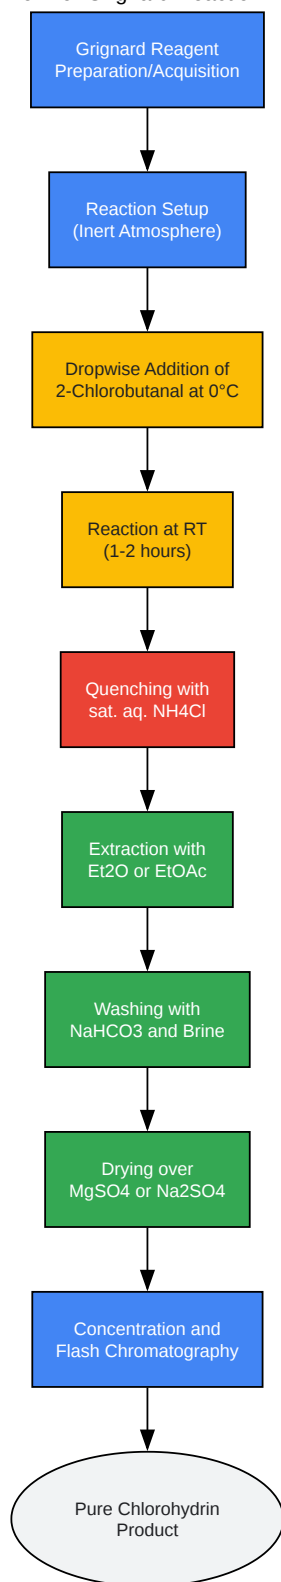 Grignard Reagent
Preparation/Acquisition
Reaction Setup
(Inert Atmosphere)
Dropwise Addition of
2-Chlorobutanal at 0°C
Reaction at RT
(1-2 hours)
Quenching with
sat. aq. NH4Cl
Extraction with
Et2O or EtOAc
Washing with
NaHCO3 and Brine
Drying over
MgSO4 or Na2SO4
Concentration and
Flash Chromatography
Pure Chlorohydrin
Product